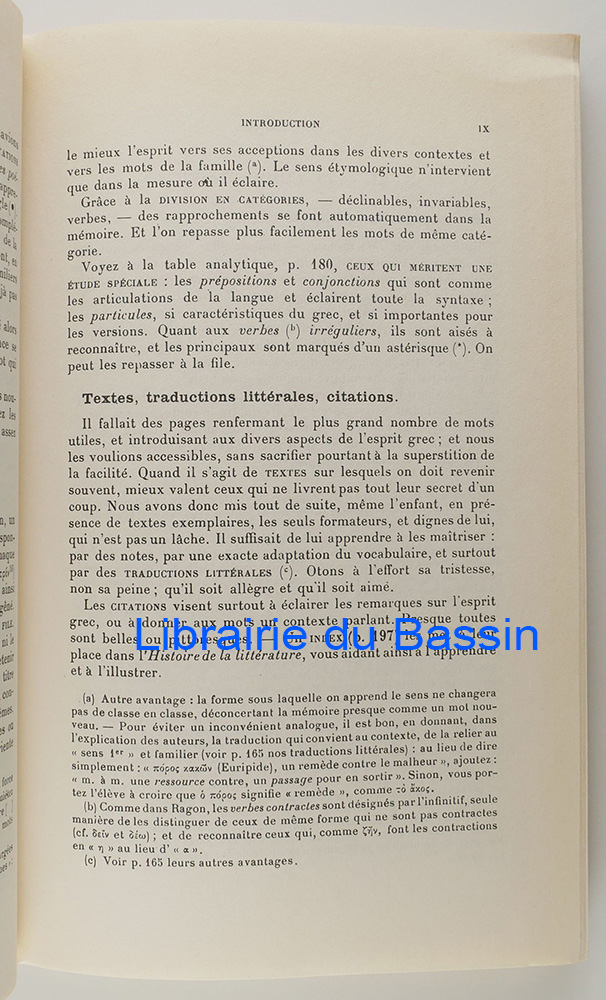 INTRODUCTION
IX
le mieux l'esprit vers ses acceptions dans les divers contextes et
vers les mots de la famille (a). Le sens étymologique n'intervient
que dans la mesure où il éclaire.
Grâce à la DIVISION EN CATÉGORIES, — déclinables, invariables,
verbes, — des rapprochements se font automatiquement dans la
mémoire. Et l'on repasse plus facilement les mots de même caté-
gorie.
Voyez à la table analytique, p. 180, CEUX QUI MÉRITENT UNE
ÉTUDE SPÉCIALE : les prépositions et conjonctions qui sont comme
les articulations de la langue et éclairent toute la syntaxe ;
les particules, si caractéristiques du grec, et si importantes pour
les versions. Quant aux verbes (b) irréguliers, ils sont aisés à
reconnaître, et les principaux sont marqués d'un astérisque (*). On
peut les repasser à la file.
Textes, traductions littérales, citations.
Il fallait des pages renfermant le plus grand nombre de mots
utiles, et introduisant aux divers aspects de l'esprit grec ; et nous
les voulions accessibles, sans sacrifier pourtant à la superstition de
la facilité. Quand il s'agit de TEXTES sur lesquels on doit revenir
souvent, mieux valent ceux qui ne livrent pas tout leur secret d'un
coup. Nous avons donc mis tout de suite, même l'enfant, en pré-
sence de textes exemplaires, les seuls formateurs, et dignes de lui,
qui n'est pas un lâche. Il suffisait de lui apprendre à les maîtriser :
par des notes, par une exacte adaptation du vocabulaire, et surtout
par des TRADUCTIONS LITTÉRALES (c). Otons à l'effort sa tristesse,
non sa peine ; qu'il soit allègre et qu'il soit aimé.
Les CITATIONS visent surtout à éclairer les remarques sur l'esprit
grec, ou à donner aux mots un contexte parlant. Presque toutes
sont belles ou pittoresques. UN INDEX (p. 197) les met à leur
place dans l'Histoire de la littérature, vous aidant ainsi à l'apprendre
et à l'illustrer.
Librairie du Bassin
(a) Autre avantage : la forme sous laquelle on apprend le sens ne changera
pas de classe en classe, déconcertant la mémoire presque comme un mot nou-
veau. — Pour éviter un inconvénient analogue, il est bon, en donnant, dans
l'explication des auteurs, la traduction qui convient au contexte, de la relier au
« sens 1er » et familier (voir p. 165 nos traductions littérales) : au lieu de dire
simplement : « πόρος κακῶν (Euripide), un remède contre le malheur », ajoutez :
« m. à m. une ressource contre, un passage pour en sortir ». Sinon, vous por-
tez l'élève à croire que ὁ πόρος signifie « remède », comme τὸ ἄκος.
(b) Comme dans Ragon, les verbes contractes sont désignés par l'infinitif, seule
manière de les distinguer de ceux de même forme qui ne sont pas contractes
(cf. δεῖν et δέω) ; et de reconnaître ceux qui, comme ζῆν, font les contractions
en « η » au lieu d' « α ».
(c) Voir p. 165 leurs autres avantages.